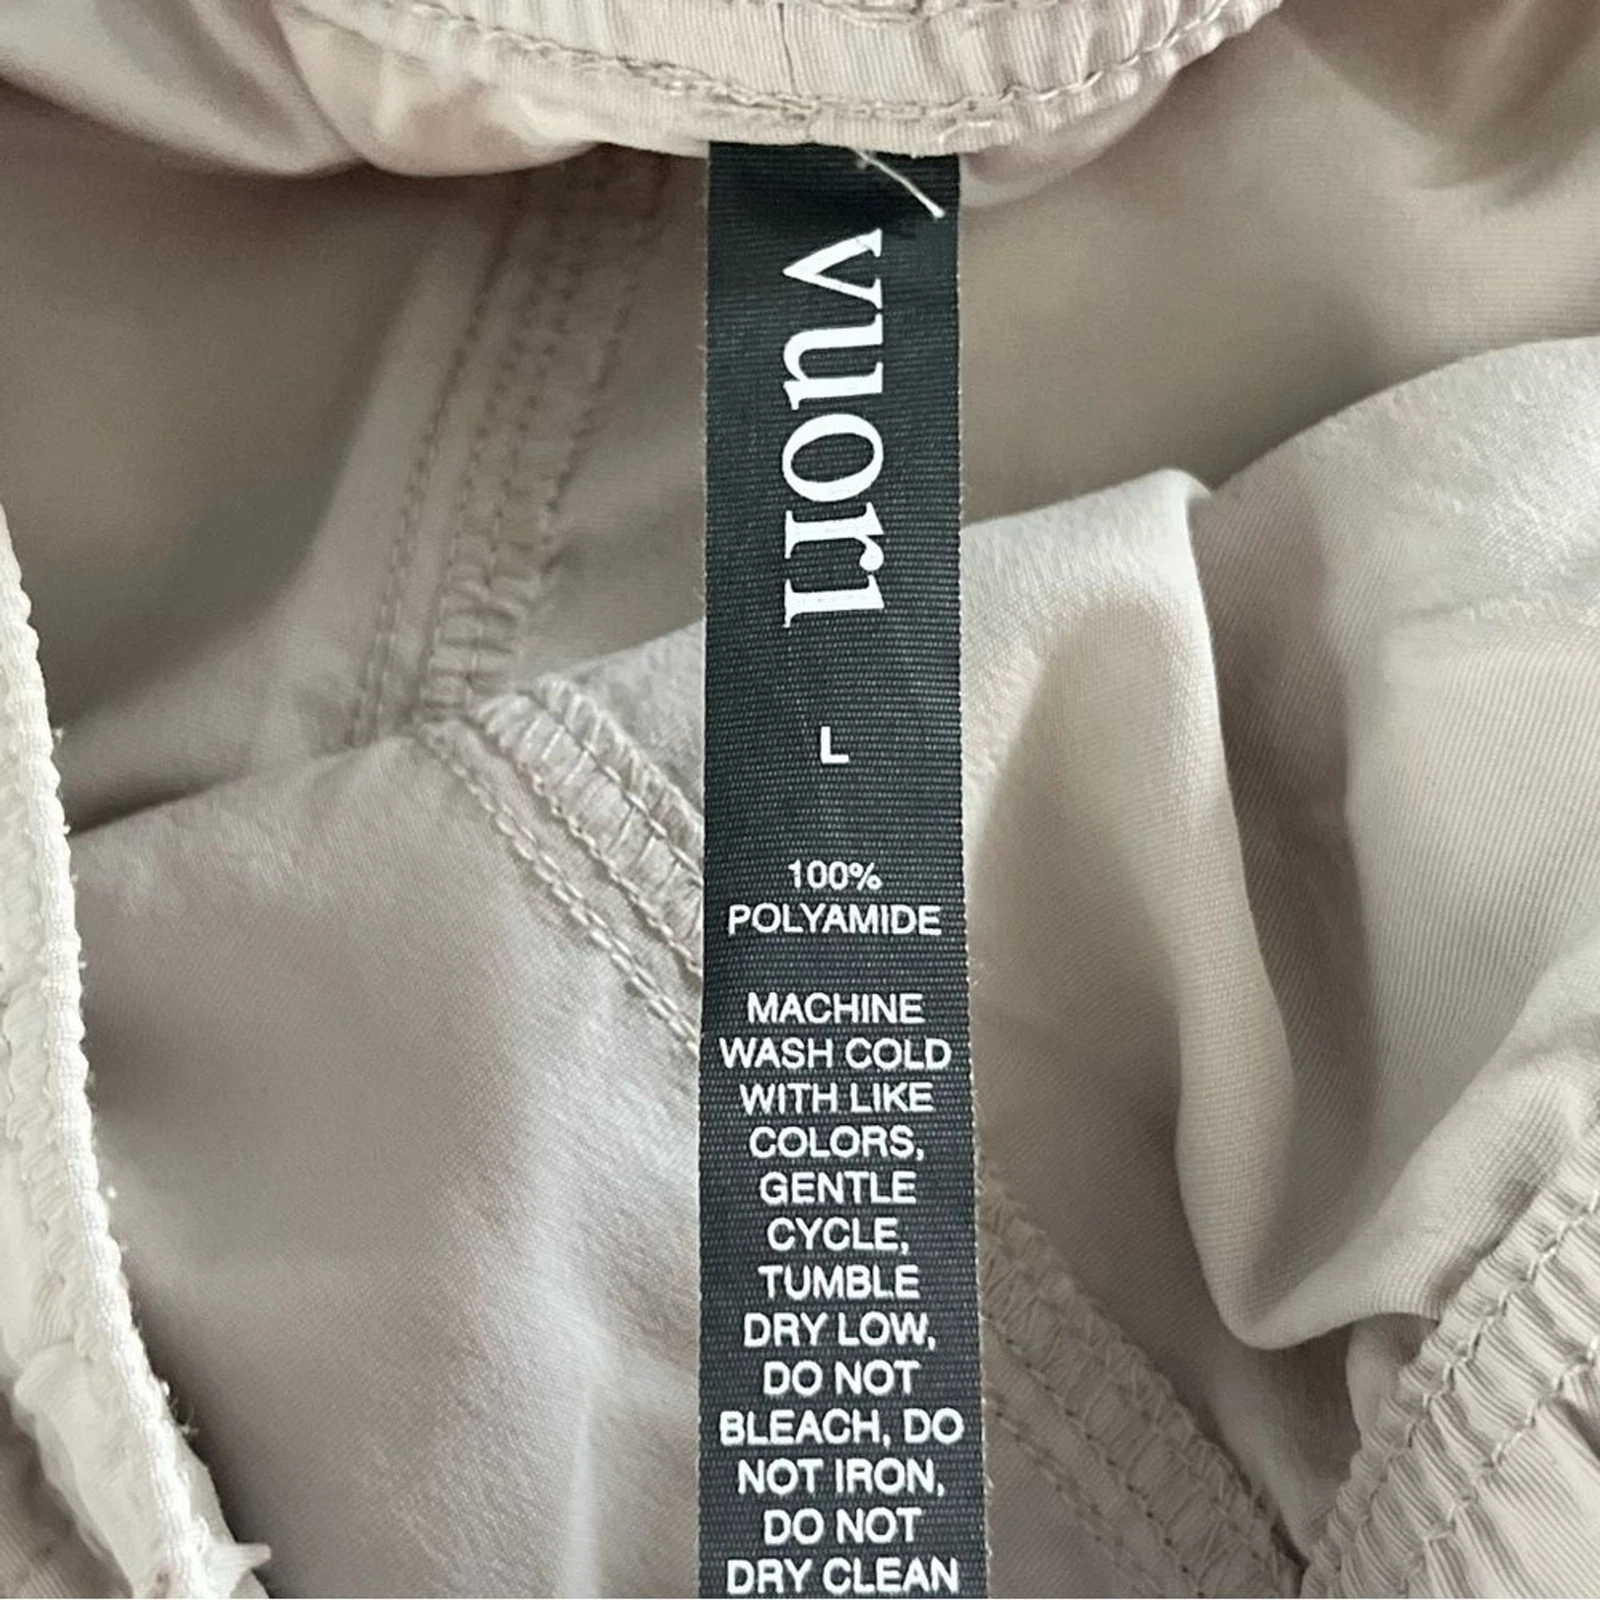 vuori
L
100%
POLYAMIDE
MACHINE
WASH COLD
WITH LIKE
COLORS,
GENTLE
CYCLE,
TUMBLE
DRY LOW,
DO NOT
BLEACH, DO
NOT IRON,
DO NOT
DRY CLEAN